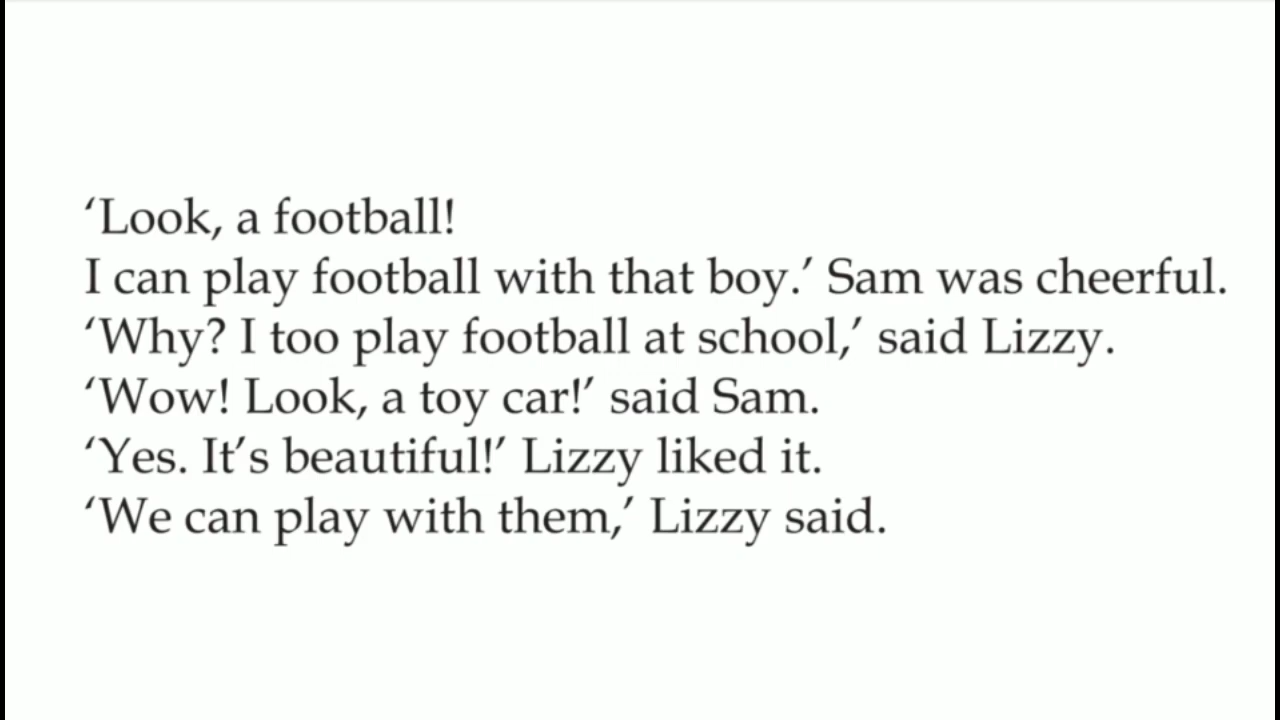 ‘Look, a football!
I can play football with that boy.’ Sam was cheerful.
‘Why? I too play football at school,’ said Lizzy.
‘Wow! Look, a toy car!’ said Sam.
‘Yes. It’s beautiful!’ Lizzy liked it.
‘We can play with them,’ Lizzy said.